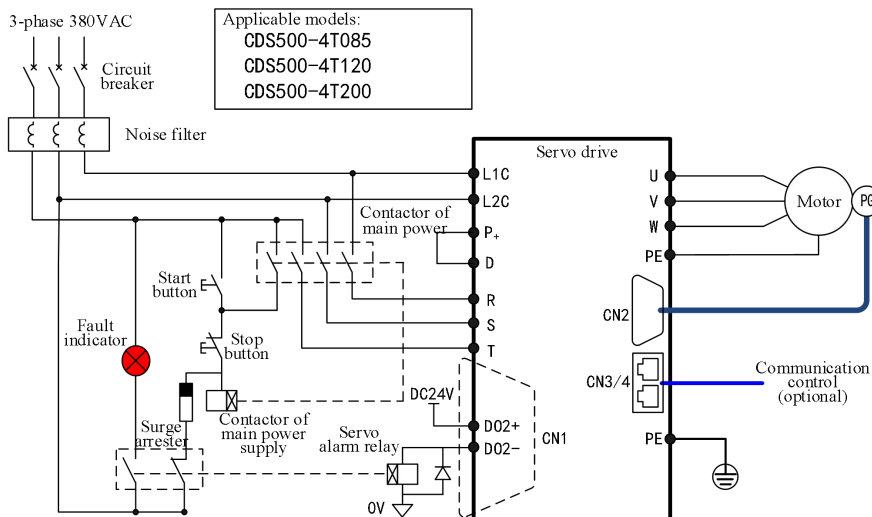 3-phase 380VAC
Applicable models:
CDS500-4T085
CDS500-4T120
CDS500-4T200
Circuit
breaker
Noise filter
Servo drive
L1C
L2C
P+
D
R
S
T
U
V
W
PE
Motor
PG
Contactor of
main power
Start
button
Stop
button
Fault
indicator
CN2
CN3/4
Communication
control
(optional)
DC24V
DO2+
DO2-
CN1
PE
Surge
arrester
Contactor of
main power
supply
Servo
alarm relay
0V